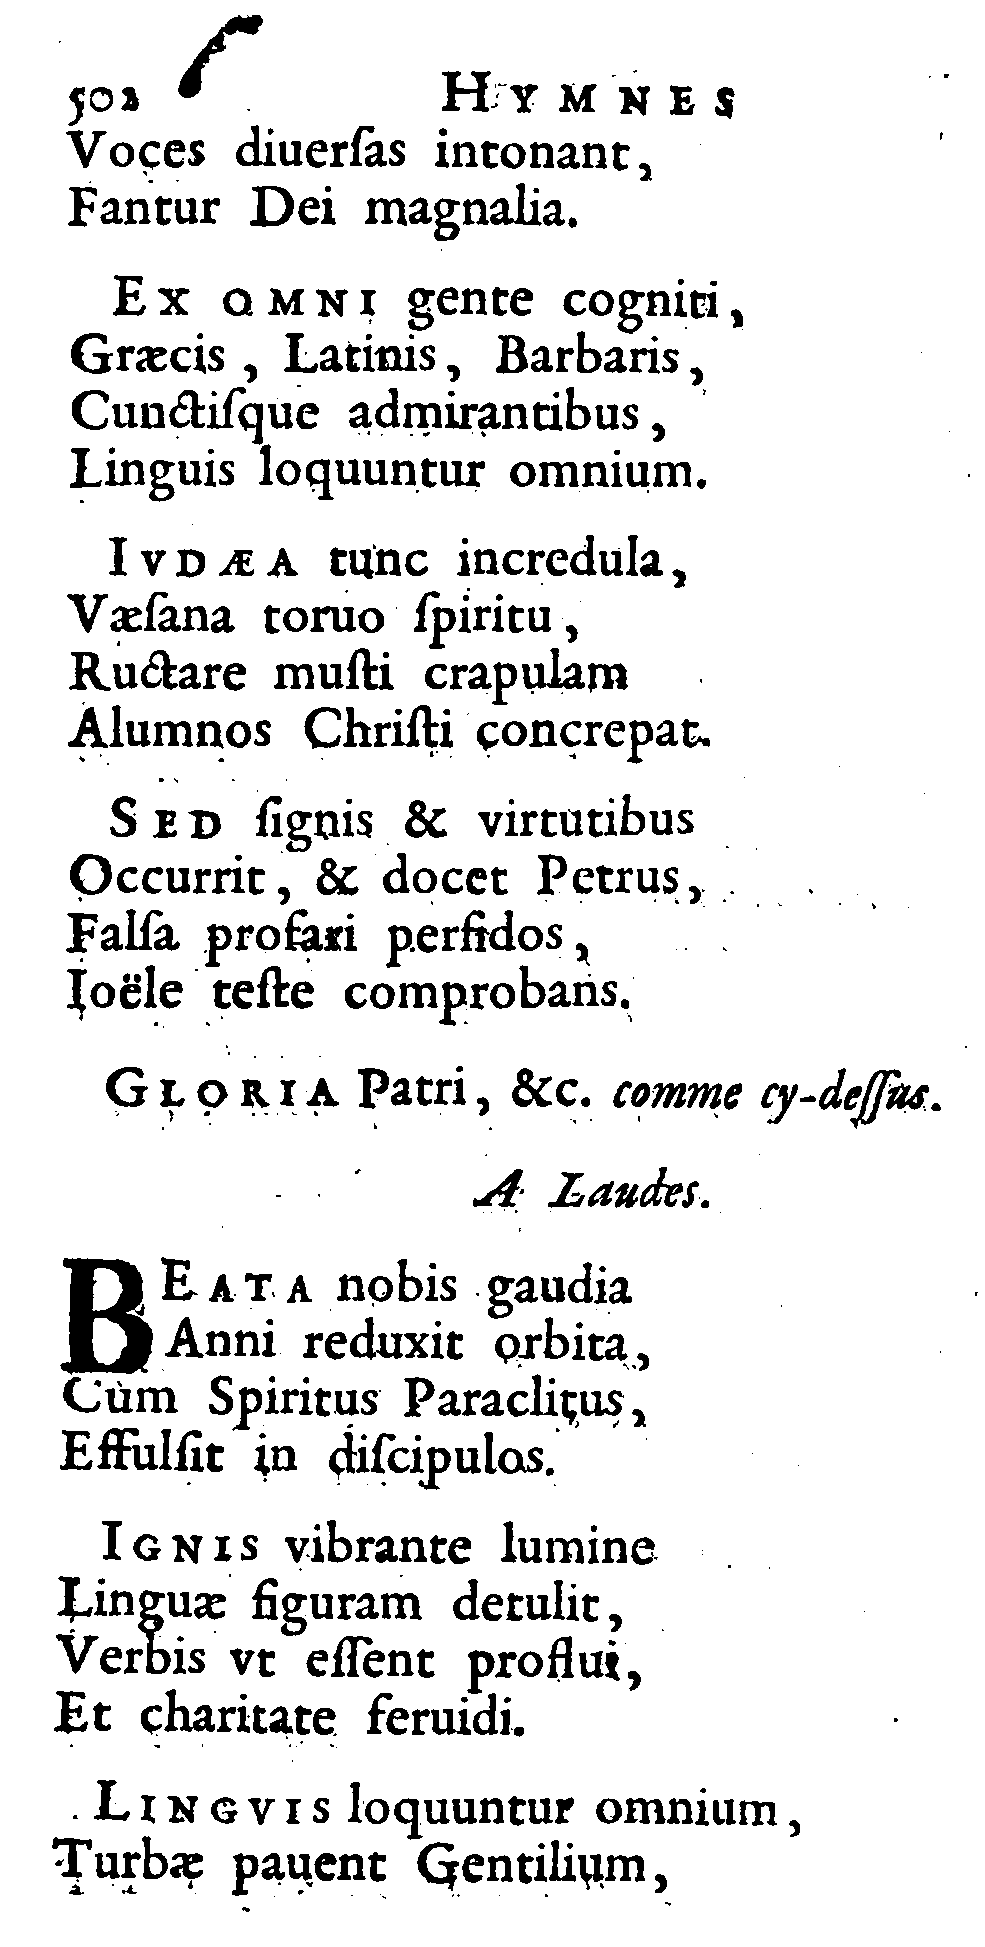 502 HYMNES
Voces diuerſas intonant,
Fantur Dei magnalia.
EX OMNI gente cogniti,
Græcis, Latinis, Barbaris,
Cunctiſque admirantibus,
Linguis loquuntur omnium.
IVDÆA tunc incredula,
Væſana toruo ſpiritu,
Ructare muſti crapulam
Alumnos Chriſti concrepat.
SED ſignis & virtutibus
Occurrit, & docet Petrus,
Falſa profari perfidos,
Ioële teſte comprobans.
GLORIA Patri, &c. comme cy-deſſus.
A Laudes.
BEATA nobis gaudia
Anni reduxit orbita,
Cùm Spiritus Paraclitus,
Effulſit in diſcipulos.
IGNIS vibrante lumine
Linguæ figuram detulit,
Verbis vt eſſent proflui,
Et charitate feruidi.
LINGVIS loquuntur omnium,
Turbæ pauent Gentilium,